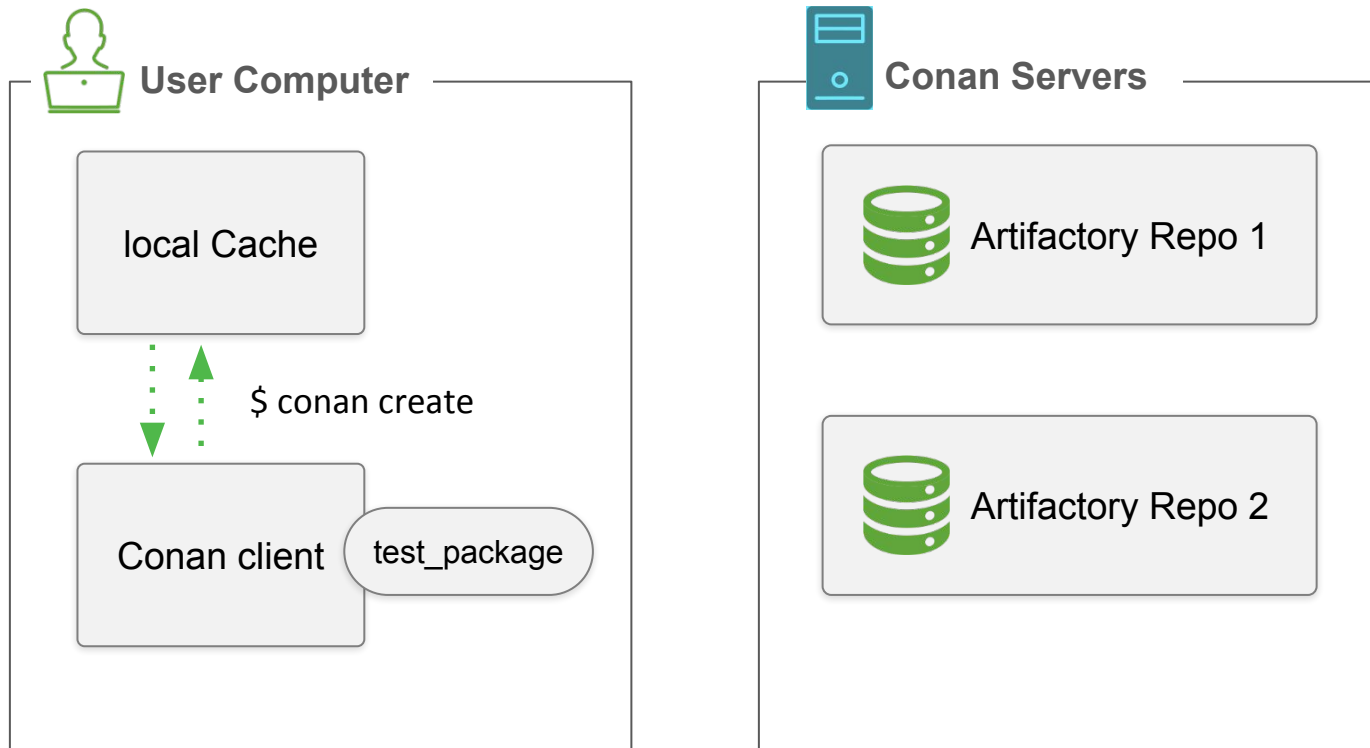 User Computer
local Cache
$ conan create
Conan client
test_package
Conan Servers
Artifactory Repo 1
Artifactory Repo 2